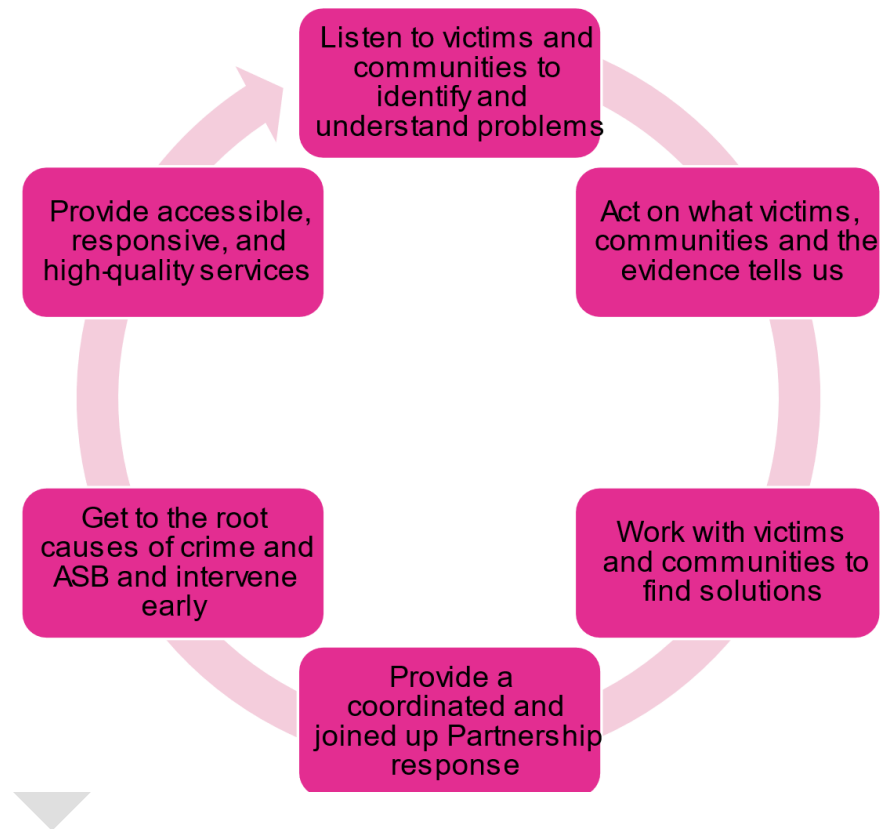 Listen to victims and
communities to
identify and
understand problems
Act on what victims,
communities and the
evidence tells us
Work with victims
and communities to
find solutions
Provide a
coordinated and
joined up Partnership
response
Get to the root
causes of crime and
ASB and intervene
early
Provide accessible,
responsive, and
high-quality services